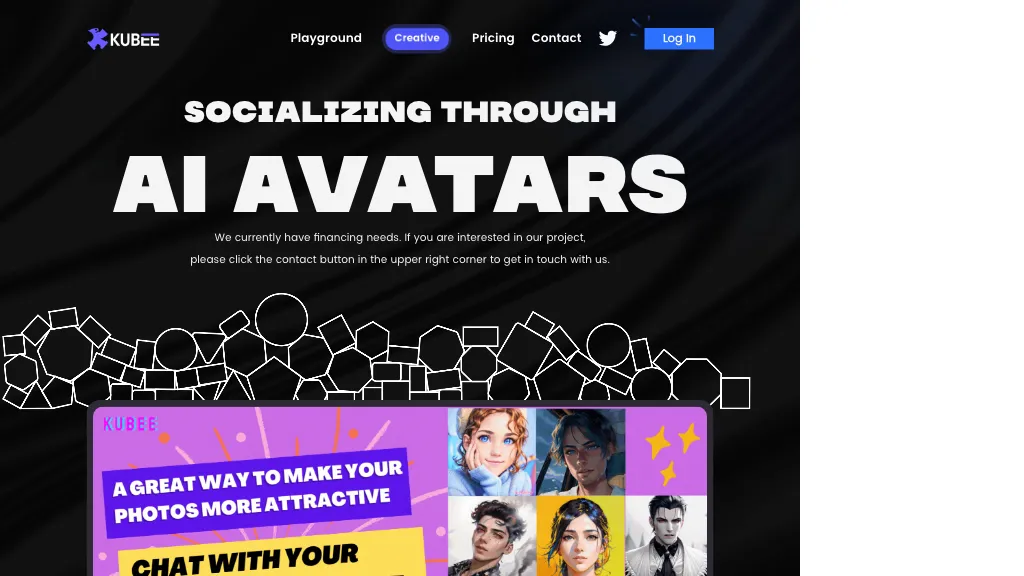 KUBEE
Playground
Creative
Pricing
Contact
Log In
SOCIALIZING THROUGH
AI AVATARS
We currently have financing needs. If you are interested in our project,
please click the contact button in the upper right corner to get in touch with us.
KUBEE
A GREAT WAY TO MAKE YOUR
PHOTOS MORE ATTRACTIVE
CHAT WITH YOUR